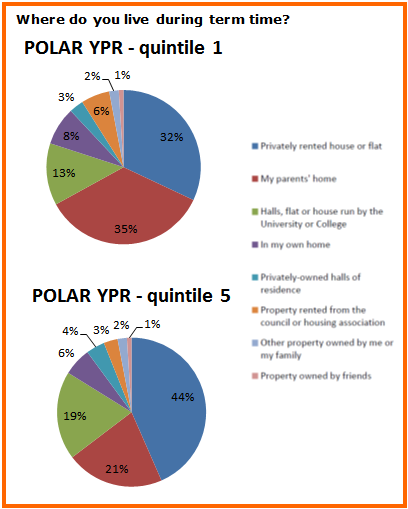 Where do you live during term time?
POLAR YPR - quintile 1
2%
1%
3%
6%
32%
8%
13%
35%
Privately rented house or flat
My parents' home
Halls, flat or house run by the
University or College
In my own home
Privately-owned halls of
residence
Property rented from the
council or housing association
Other property owned by me or
my family
Property owned by friends
POLAR YPR - quintile 5
4%
3%
2%
1%
6%
44%
19%
21%